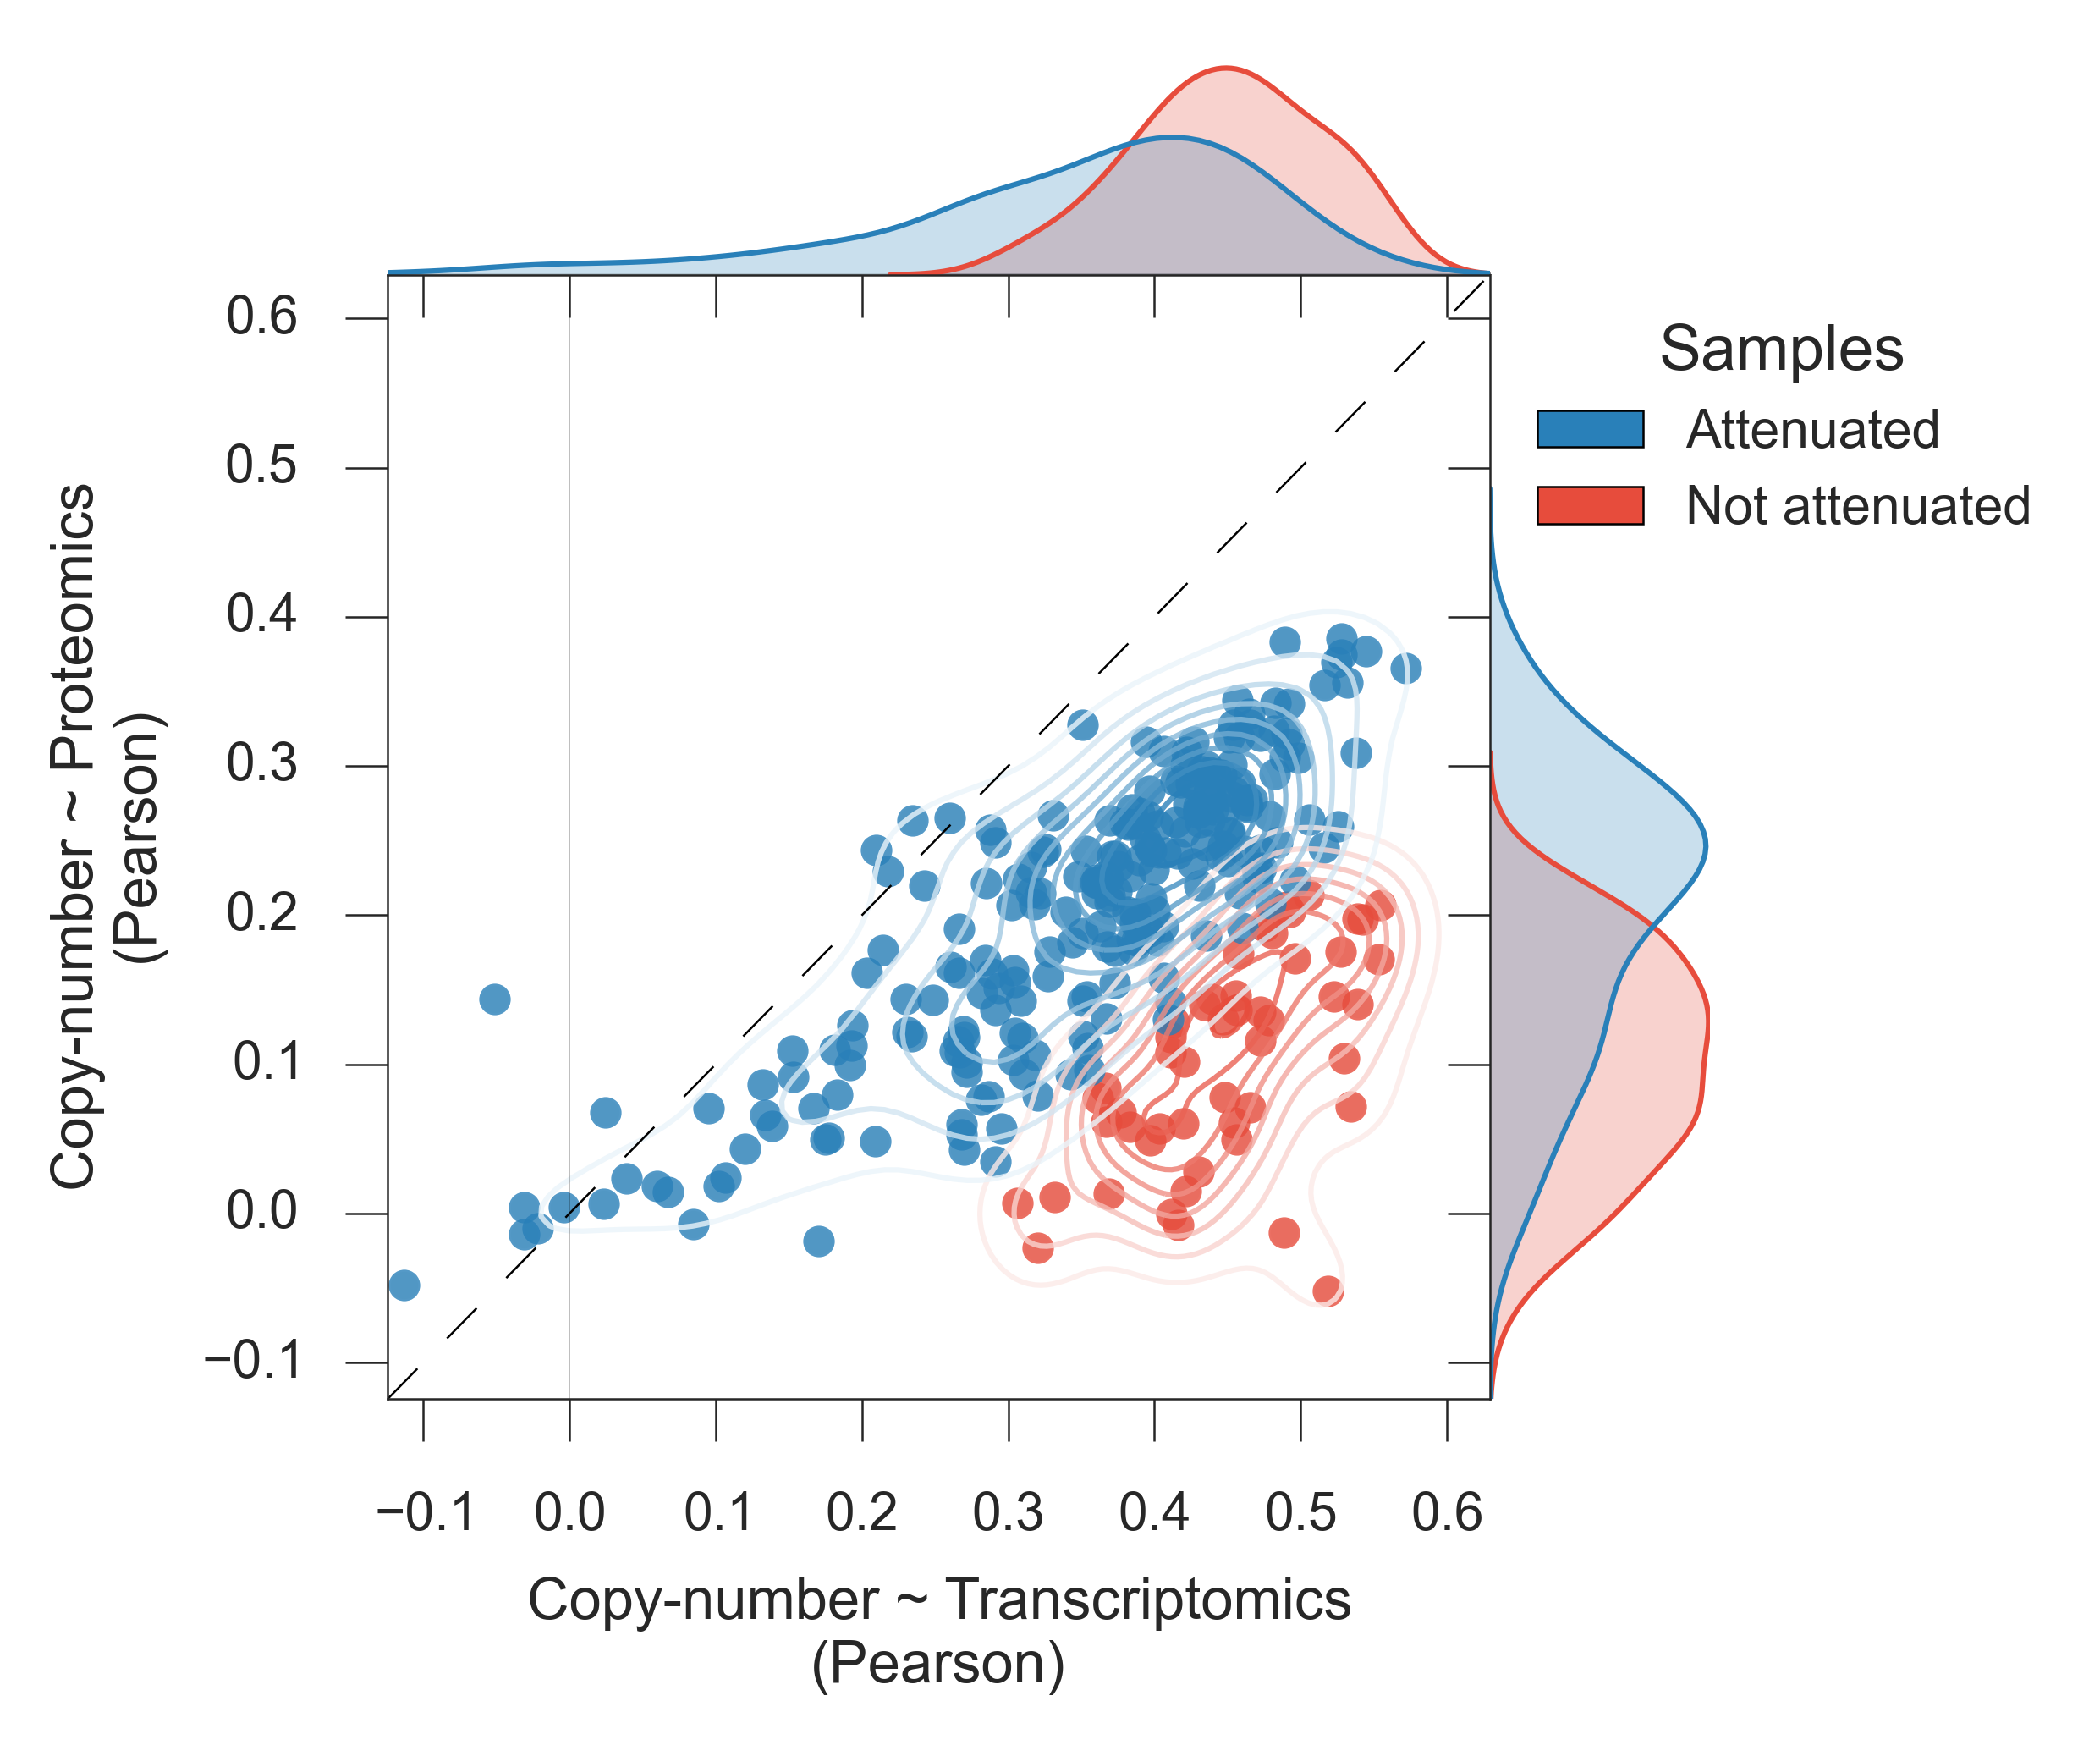 0.6
0.5
0.4
0.3
0.2
0.1
0.0
−0.1
Copy-number ~ Proteomics
(Pearson)
−0.1 0.0 0.1 0.2 0.3 0.4 0.5 0.6
Copy-number ~ Transcriptomics
(Pearson)
Samples
Attenuated
Not attenuated